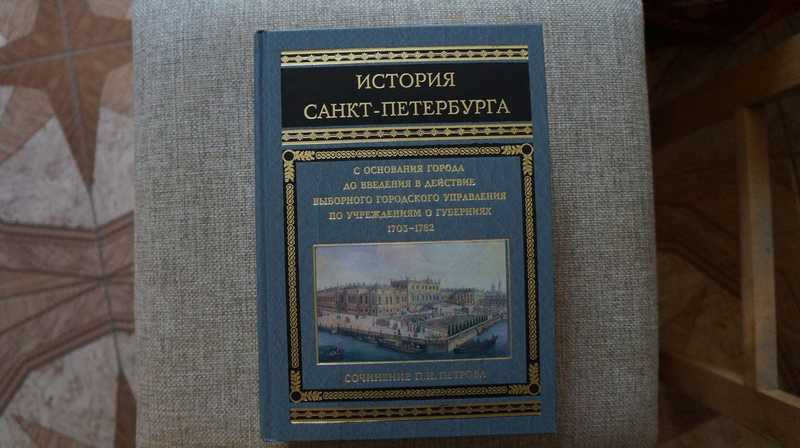 ИСТОРИЯ
САНКТ-ПЕТЕРБУРГА
С ОСНОВАНИЯ ГОРОДА
ДО ВВЕДЕНИЯ В ДЕЙСТВИЕ
ВЫБОРНОГО ГОРОДСКОГО УПРАВЛЕНИЯ
ПО УЧРЕЖДЕНИЯМ О ГУБЕРНИЯХ
1703–1782
СОЧИНЕНИЕ П.Н. ПЕТРОВА